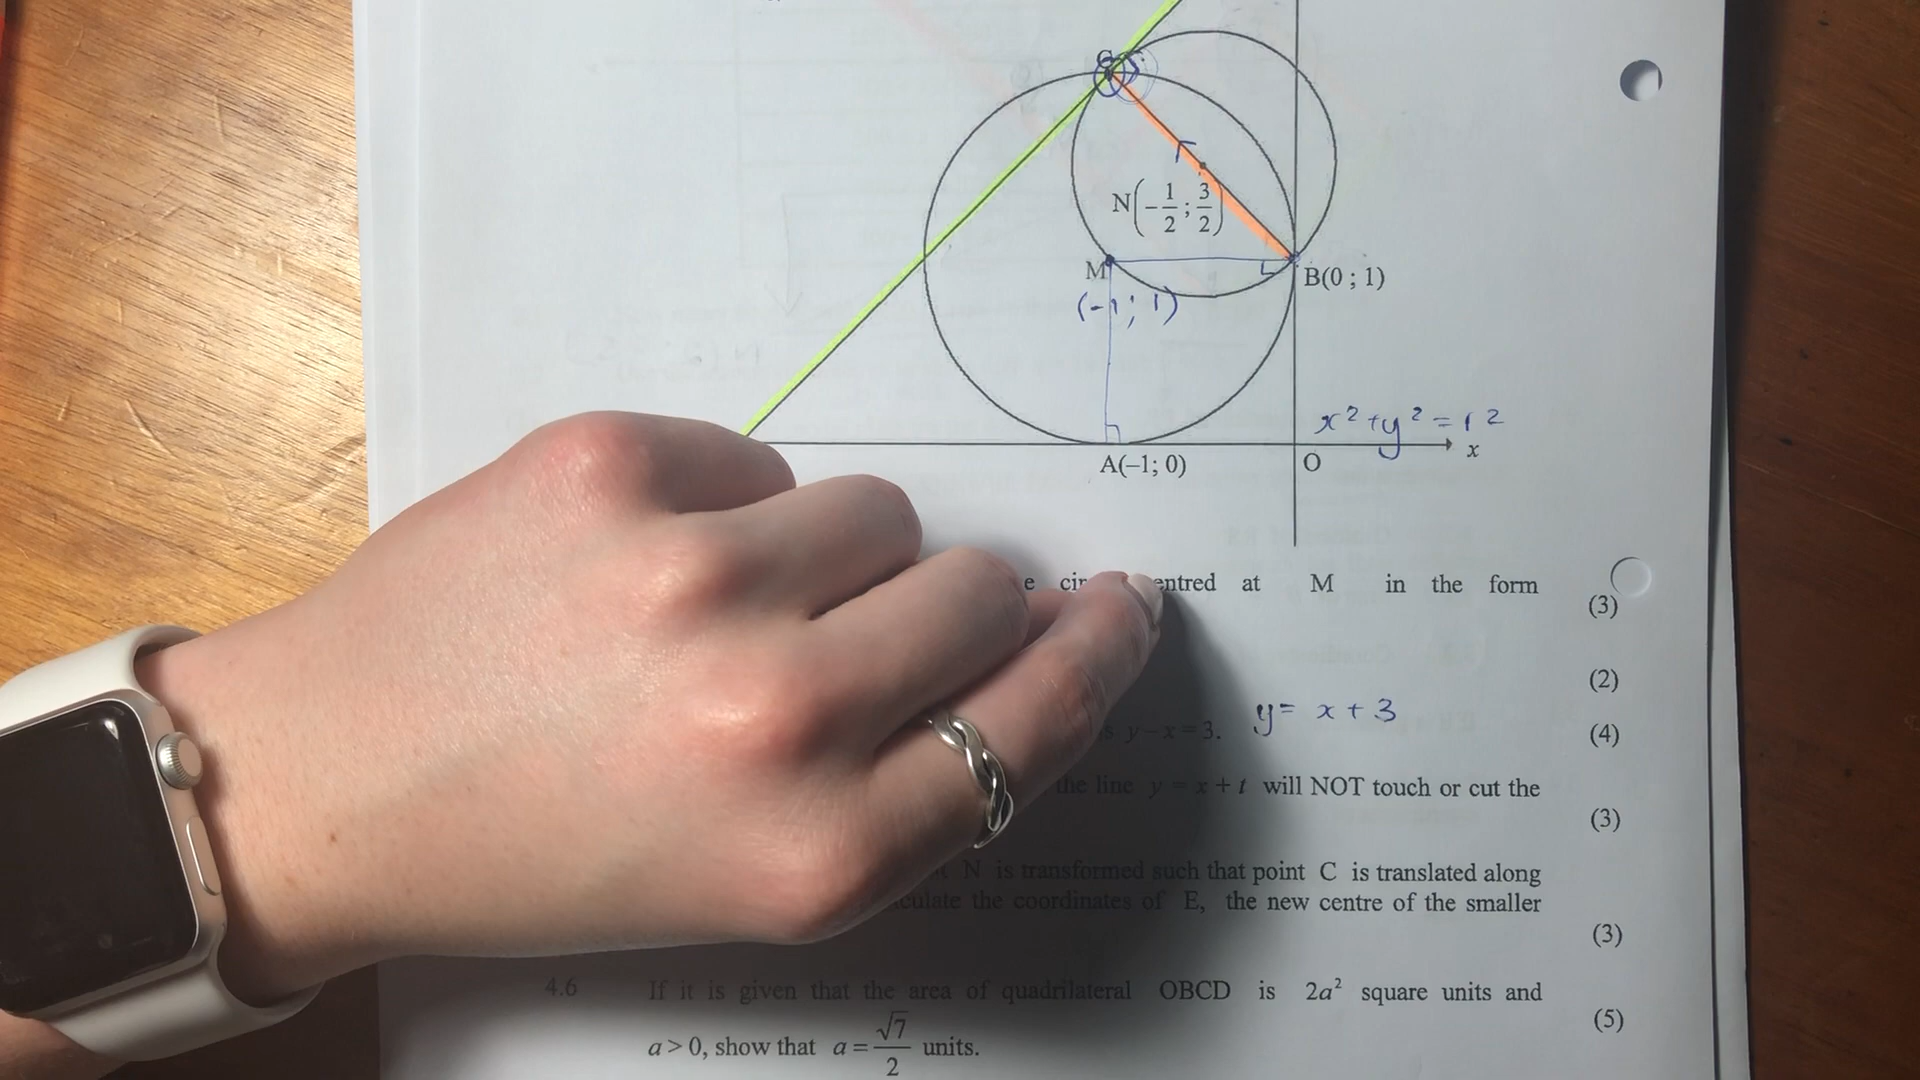 C
N(-1/2 ; 3/2)
M
B(0 ; 1)
(-1; 1)
x² + y² = r²
x
A(–1; 0)
O
e cir entred at M in the form
(3)
(2)
y – x = 3. y = x + 3
(4)
the line y = x + t will NOT touch or cut the
(3)
N is transformed such that point C is translated along
culate the coordinates of E, the new centre of the smaller
(3)
4.6 If it is given that the area of quadrilateral OBCD is 2a² square units and
a > 0, show that a = √7/2 units.
(5)